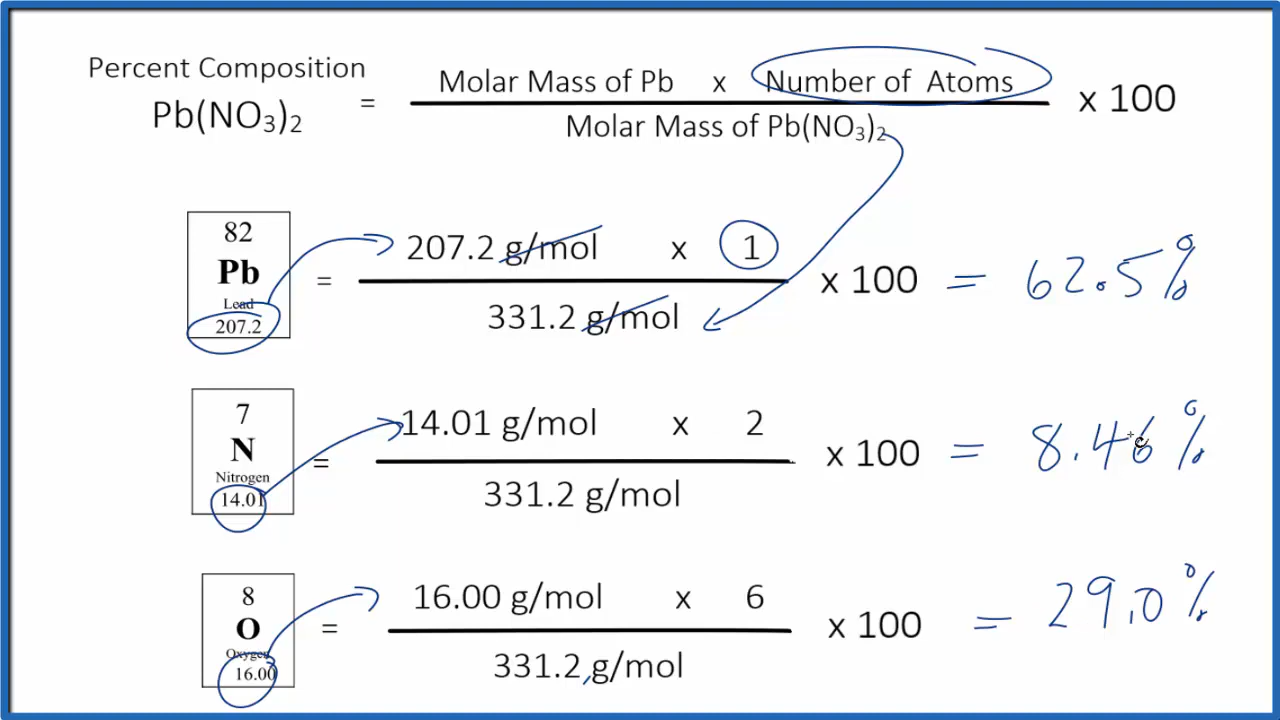 Percent Composition
Pb(NO₃)₂ = Molar Mass of Pb x Number of Atoms
Molar Mass of Pb(NO₃)₂
x 100
82
Pb
Lead
207.2
=
207.2 g/mol x 1
331.2 g/mol
x 100 = 62.5%
7
N
Nitrogen
14.01
=
14.01 g/mol x 2
331.2 g/mol
x 100 = 8.46%
8
O
Oxygen
16.00
=
16.00 g/mol x 6
331.2 g/mol
x 100 = 29.0%